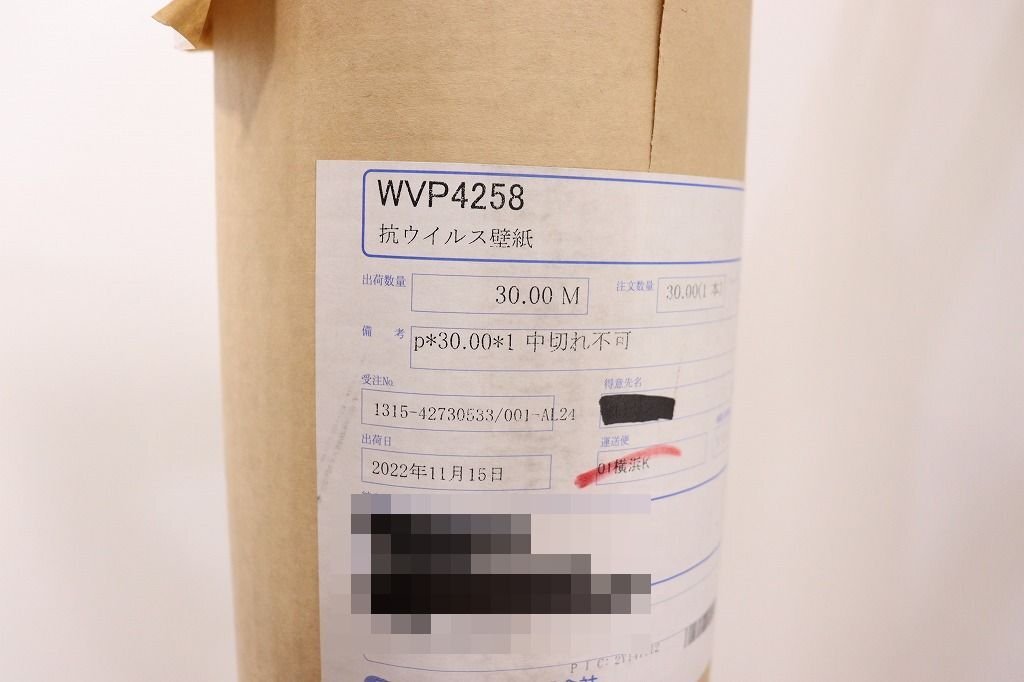 WVP4258
抗ウイルス壁紙
出荷数量 30.00 M 注文数量 30.00(1 本)
備考 p*30.00*1 中切れ不可
受注No. 得意先名
1315-42730533/001-AL24
出荷日 運送便
2022年11月15日 01横浜K
P I C: